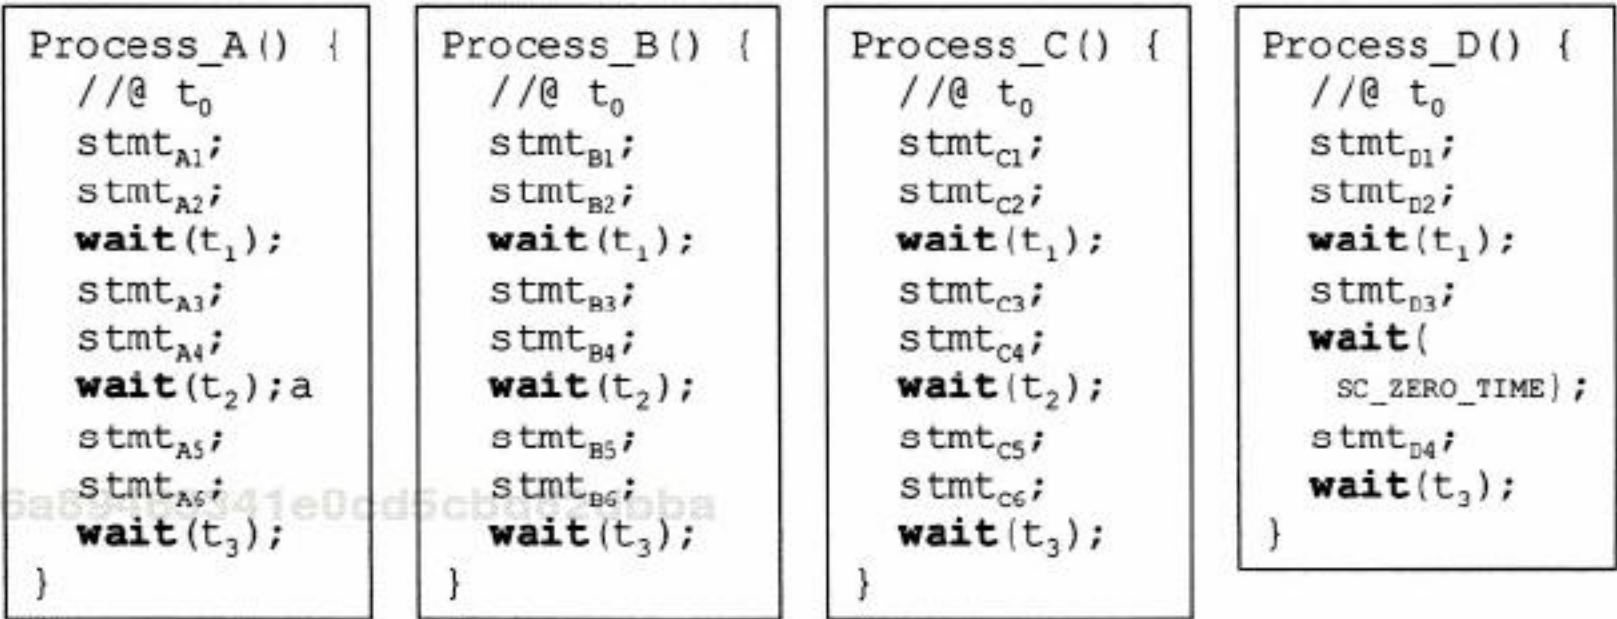 Process_A() {
//@ t0
stmtA1;
stmtA2;
wait(t1);
stmtA3;
stmtA4;
wait(t2);a
stmtA5;
stmtA6;
wait(t3);
}
Process_B() {
//@ t0
stmtB1;
stmtB2;
wait(t1);
stmtB3;
stmtB4;
wait(t2);
stmtB5;
stmtB6;
wait(t3);
}
Process_C() {
//@ t0
stmtC1;
stmtC2;
wait(t1);
stmtC3;
stmtC4;
wait(t2);
stmtC5;
stmtC6;
wait(t3);
}
Process_D() {
//@ t0
stmtD1;
stmtD2;
wait(t1);
stmtD3;
wait(
SC_ZERO_TIME};
stmtD4;
wait(t3);
}